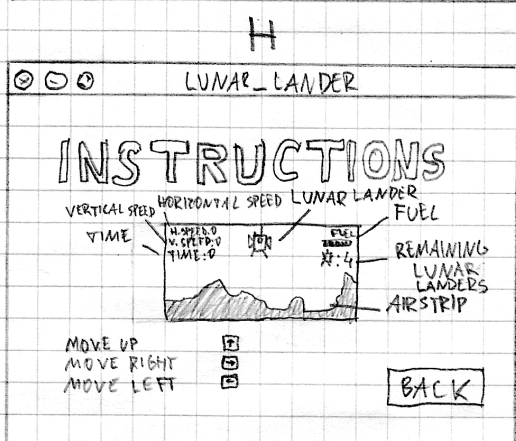 H
LUNAR_LANDER
INSTRUCTIONS
VERTICAL SPEED
HORIZONTAL SPEED
LUNAR LANDER
FUEL
TIME
H.SPEED:0
V.SPEED:0
TIME:0
FUEL
:4
REMAINING
LUNAR
LANDERS
AIRSTRIP
MOVE UP
MOVE RIGHT
MOVE LEFT
BACK